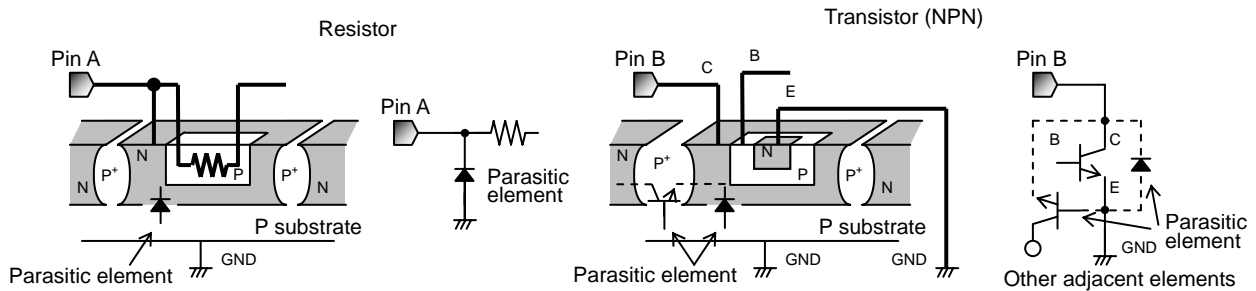 Resistor
Transistor (NPN)
Pin A
Pin A
N
N
P+
P
P+
N
Parasitic
element
P substrate
GND
Parasitic element
Pin B
C
B
E
N
N
P+
N
P
P+
N
P substrate
GND
GND
Parasitic element
Pin B
B
C
E
Parasitic
element
GND
Other adjacent elements